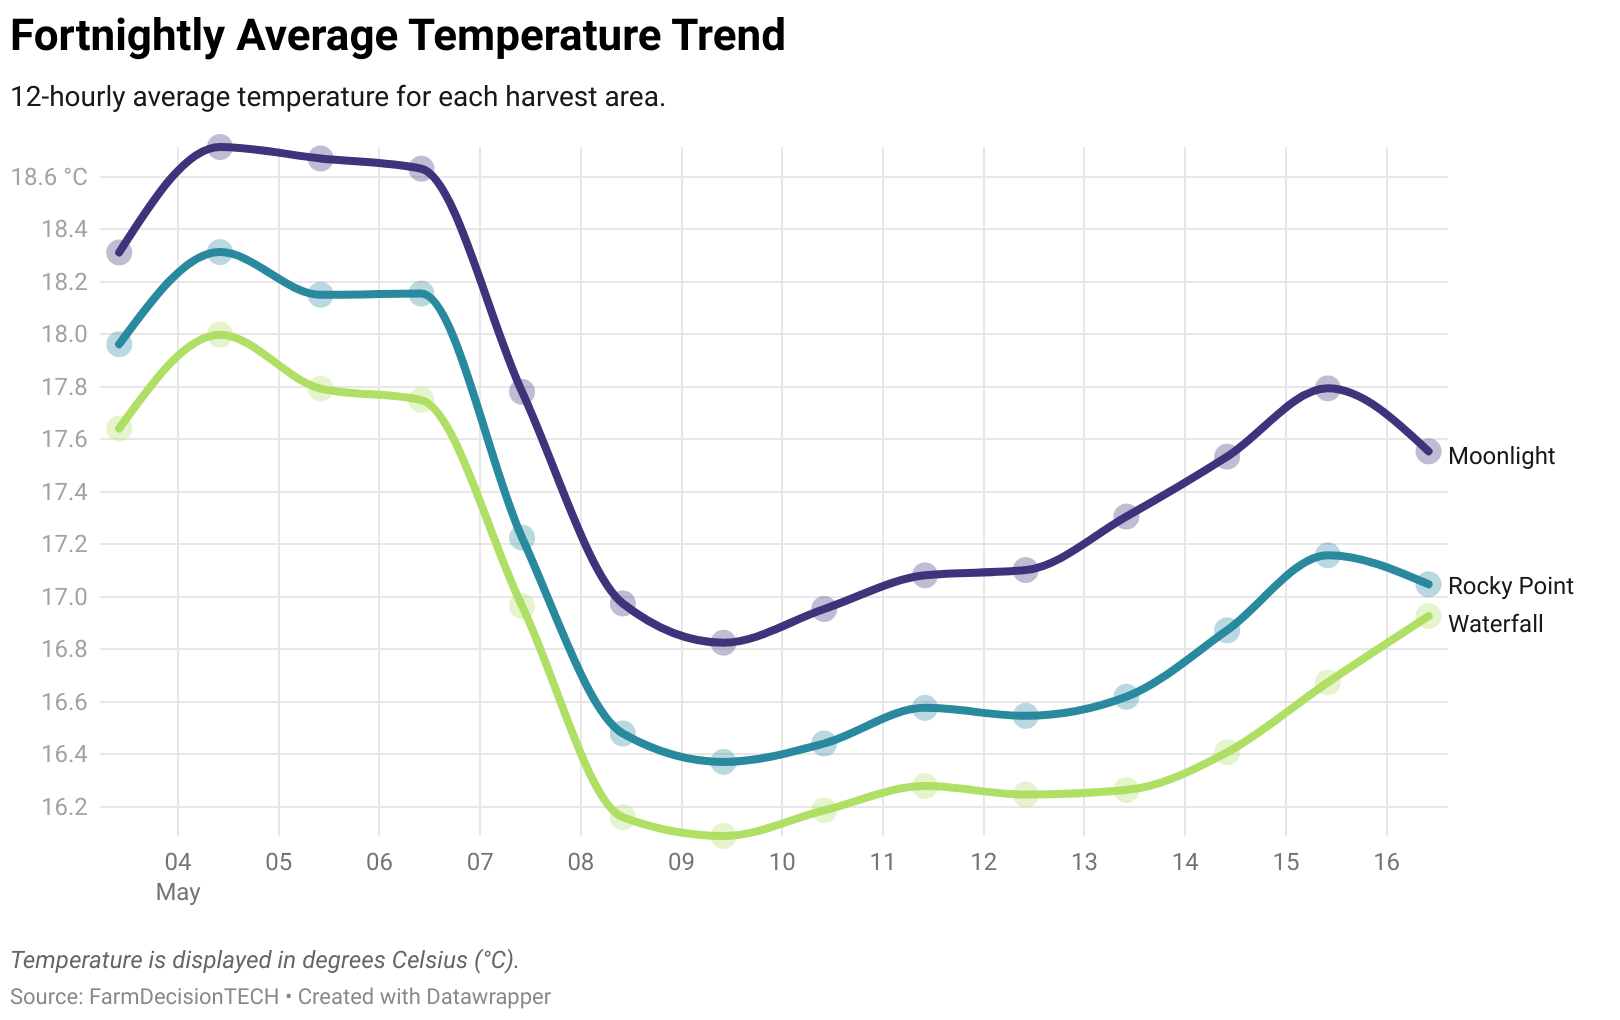 Fortnightly Average Temperature Trend
12-hourly average temperature for each harvest area.
18.6 °C
18.4
18.2
18.0
17.8
17.6
17.4
17.2
17.0
16.8
16.6
16.4
16.2
Moonlight
Rocky Point
Waterfall
04 05 06 07 08 09 10 11 12 13 14 15 16
May
Temperature is displayed in degrees Celsius (°C).
Source: FarmDecisionTECH • Created with Datawrapper